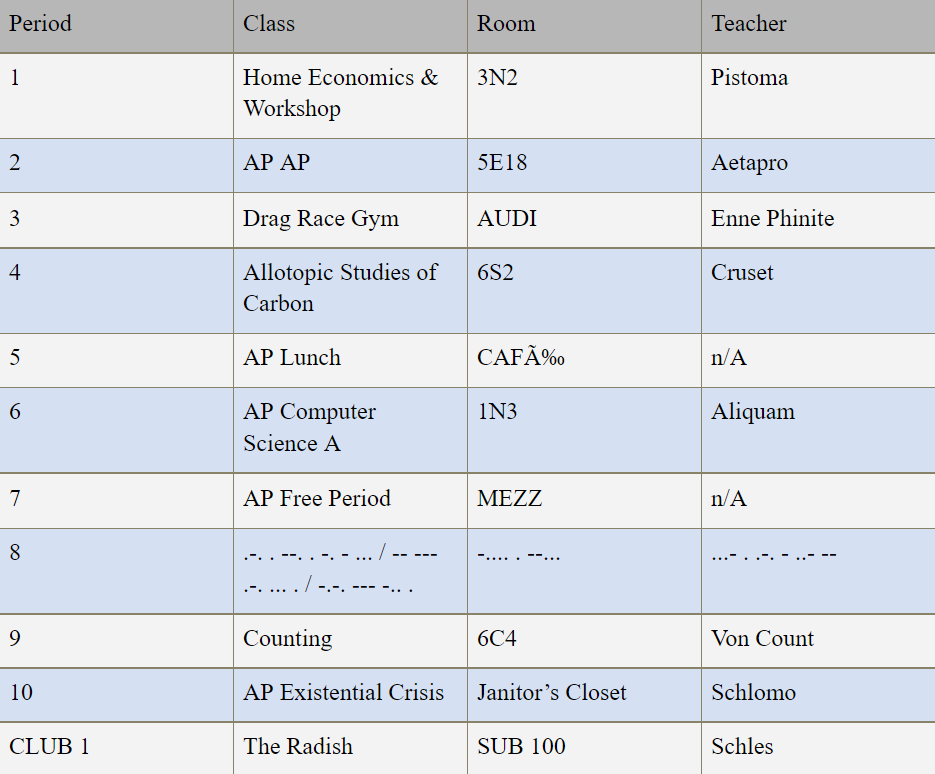 Period Class Room Teacher
1 Home Economics & 3N2 Pistoma
Workshop
2 AP AP 5E18 Aetapro
3 Drag Race Gym AUDI Enne Phinite
4 Allotopic Studies of 6S2 Cruset
Carbon
5 AP Lunch CAFÃ‰ n/A
6 AP Computer 1N3 Aliquam
Science A
7 AP Free Period MEZZ n/A
8 .-. . --. . -. - ... / -- --- -.... . --... ...- . .-. - ..- --
.-. ... . / -.-. --- -.. .
9 Counting 6C4 Von Count
10 AP Existential Crisis Janitor’s Closet Schlomo
CLUB 1 The Radish SUB 100 Schles